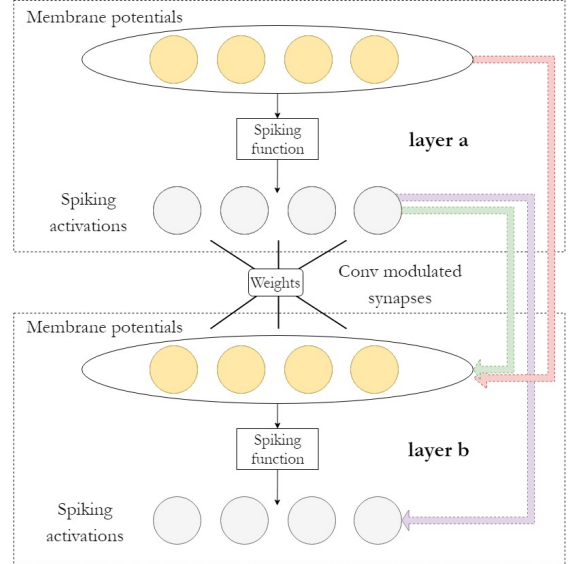 Membrane potentials
Spiking
function
layer a
Spiking
activations
Weights
Conv modulated
synapses
Membrane potentials
Spiking
function
layer b
Spiking
activations